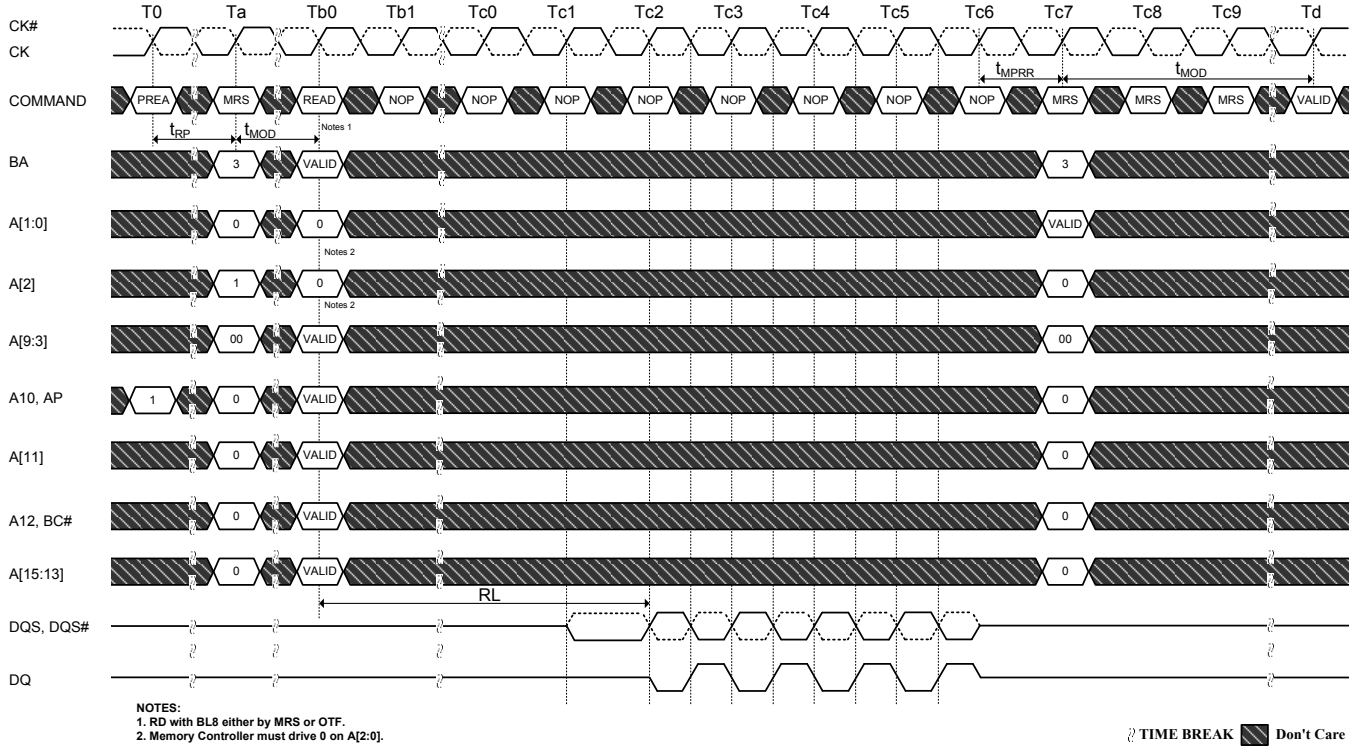 T0 Ta Tb0 Tb1 Tc0 Tc1 Tc2 Tc3 Tc4 Tc5 Tc6 Tc7 Tc8 Tc9 Td
CK#
CK
tMPRR tMOD
COMMAND PREA MRS READ NOP NOP NOP NOP NOP NOP NOP NOP MRS MRS MRS VALID
tRP tMOD Notes 1
BA 3 VALID 3
A[1:0] 0 0 VALID
Notes 2
A[2] 1 0 0
Notes 2
A[9:3] 00 VALID 00
A10, AP 1 0 VALID 0
A[11] 0 VALID 0
A12, BC# 0 VALID 0
A[15:13] 0 VALID 0
RL
DQS, DQS#
DQ
NOTES:
1. RD with BL8 either by MRS or OTF.
2. Memory Controller must drive 0 on A[2:0].
TIME BREAK Don't Care